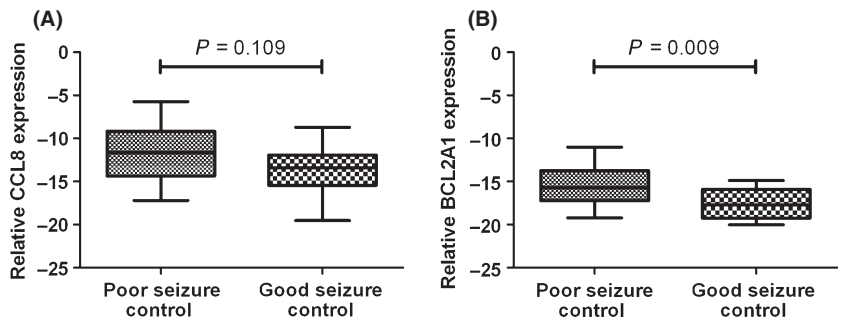 (A)
P = 0.109
Relative CCL8 expression
0
–5
–10
–15
–20
–25
Poor seizure
control
Good seizure
control
(B)
P = 0.009
Relative BCL2A1 expression
0
–5
–10
–15
–20
–25
Poor seizure
control
Good seizure
control